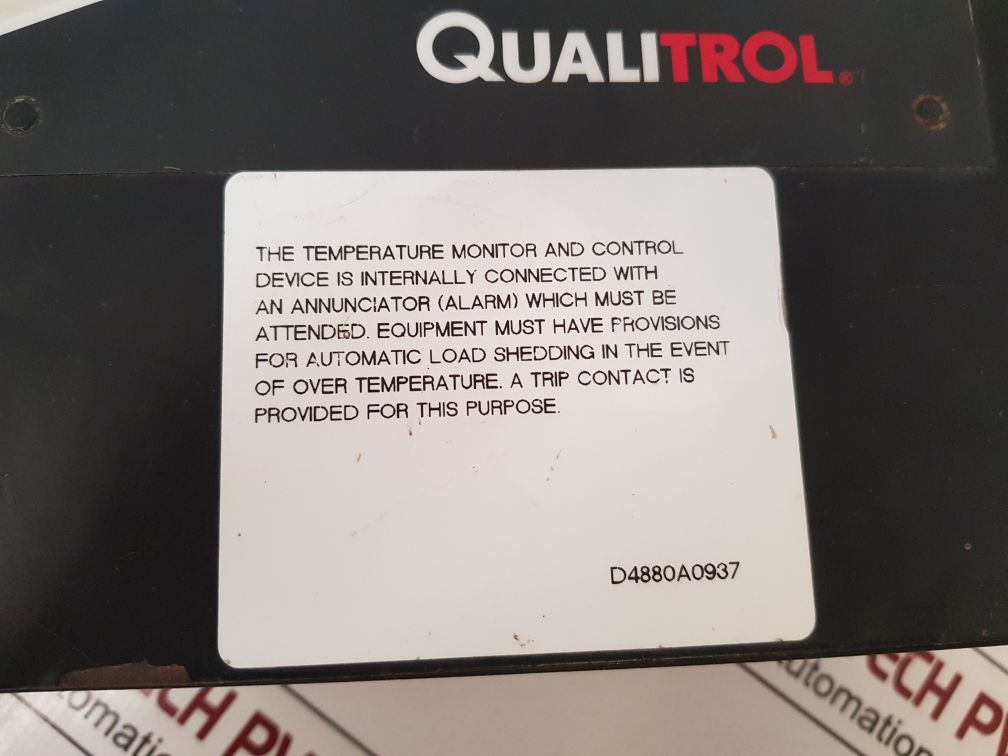 QUALITROL®
THE TEMPERATURE MONITOR AND CONTROL
DEVICE IS INTERNALLY CONNECTED WITH
AN ANNUNCIATOR (ALARM) WHICH MUST BE
ATTENDED. EQUIPMENT MUST HAVE PROVISIONS
FOR AUTOMATIC LOAD SHEDDING IN THE EVENT
OF OVER TEMPERATURE. A TRIP CONTACT IS
PROVIDED FOR THIS PURPOSE.
D4880A0937